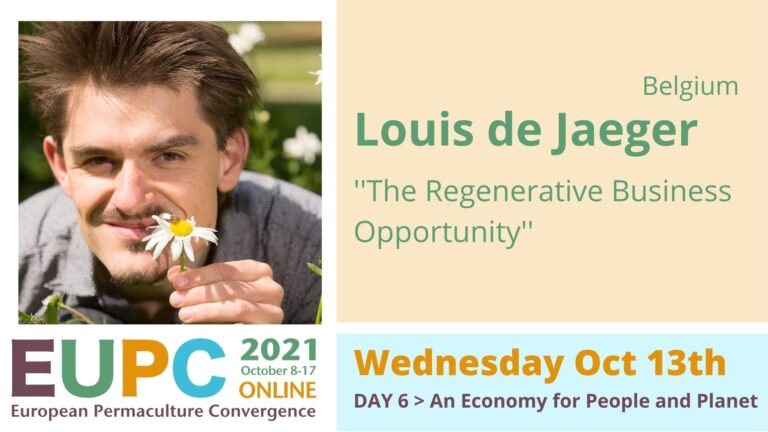 Belgium
Louis de Jaeger
"The Regenerative Business
Opportunity"
EUPC
2021
October 8-17
ONLINE
European Permaculture Convergence
Wednesday Oct 13th
DAY 6 > An Economy for People and Planet